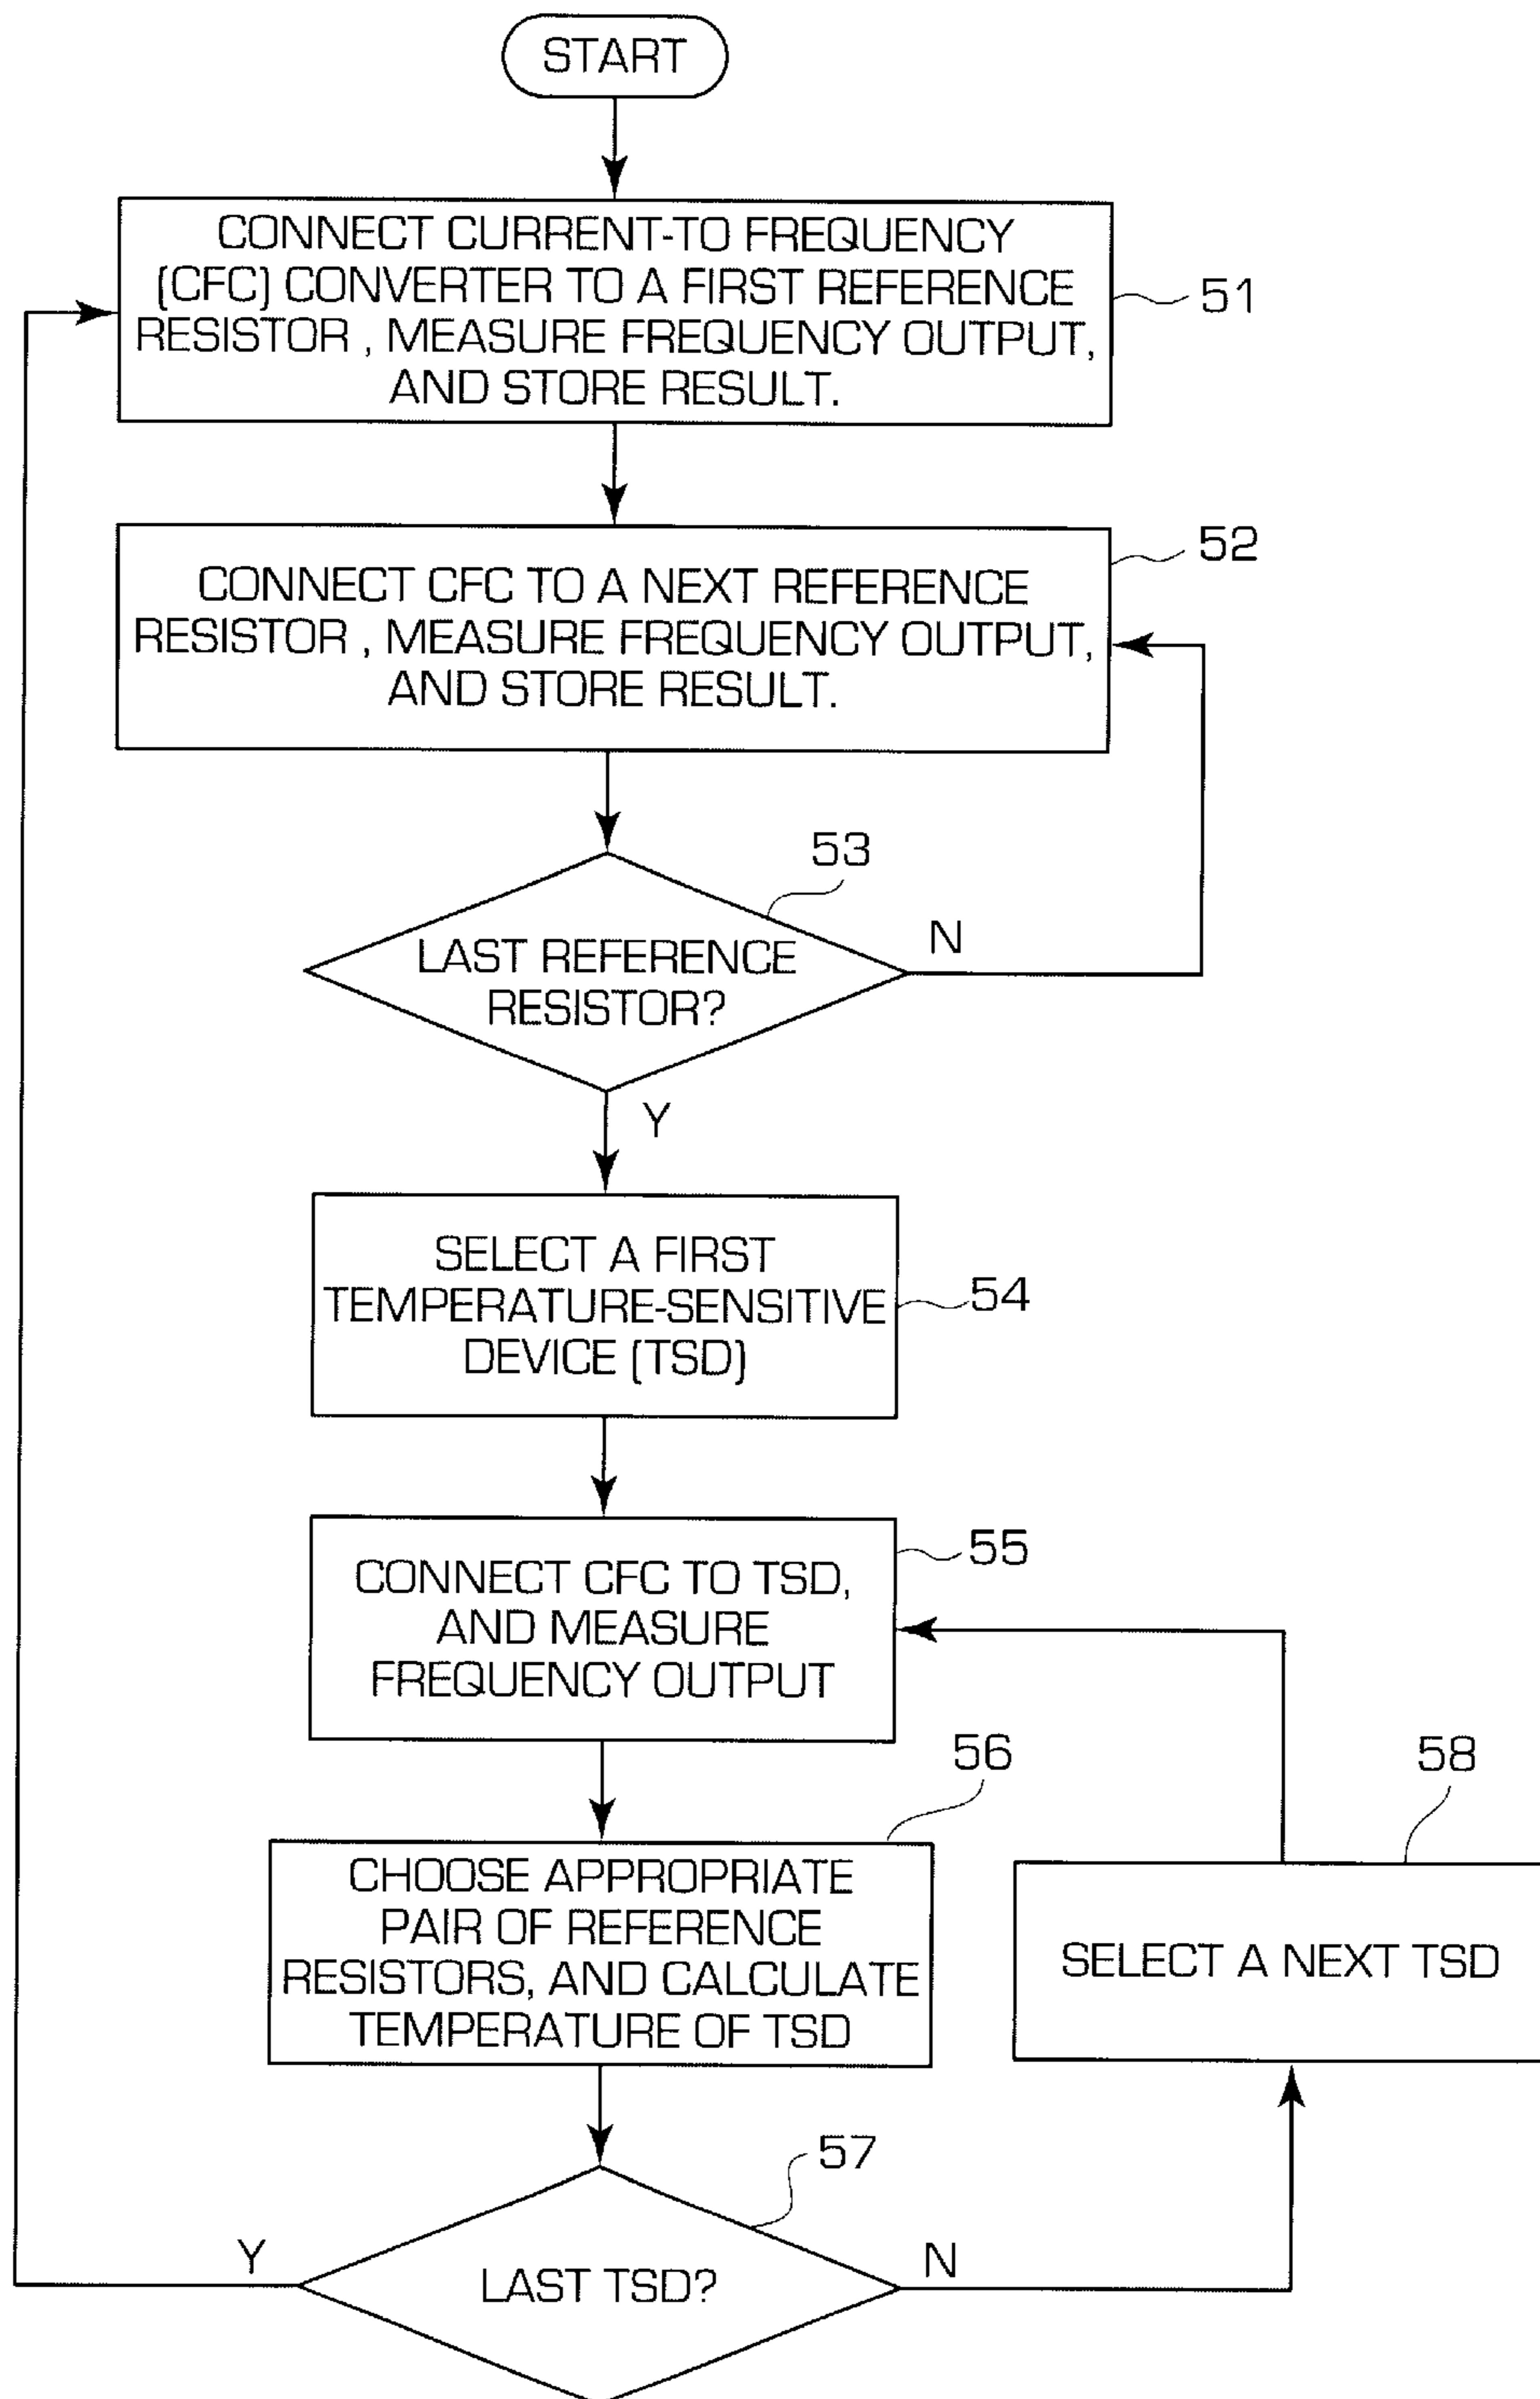 START
CONNECT CURRENT-TO FREQUENCY
(CFC) CONVERTER TO A FIRST REFERENCE
RESISTOR , MEASURE FREQUENCY OUTPUT,
AND STORE RESULT.
51
CONNECT CFC TO A NEXT REFERENCE
RESISTOR , MEASURE FREQUENCY OUTPUT,
AND STORE RESULT.
52
53
LAST REFERENCE
RESISTOR?
N
Y
SELECT A FIRST
TEMPERATURE-SENSITIVE
DEVICE (TSD)
54
CONNECT CFC TO TSD,
AND MEASURE
FREQUENCY OUTPUT
55
56
CHOOSE APPROPRIATE
PAIR OF REFERENCE
RESISTORS, AND CALCULATE
TEMPERATURE OF TSD
58
SELECT A NEXT TSD
57
Y
LAST TSD?
N